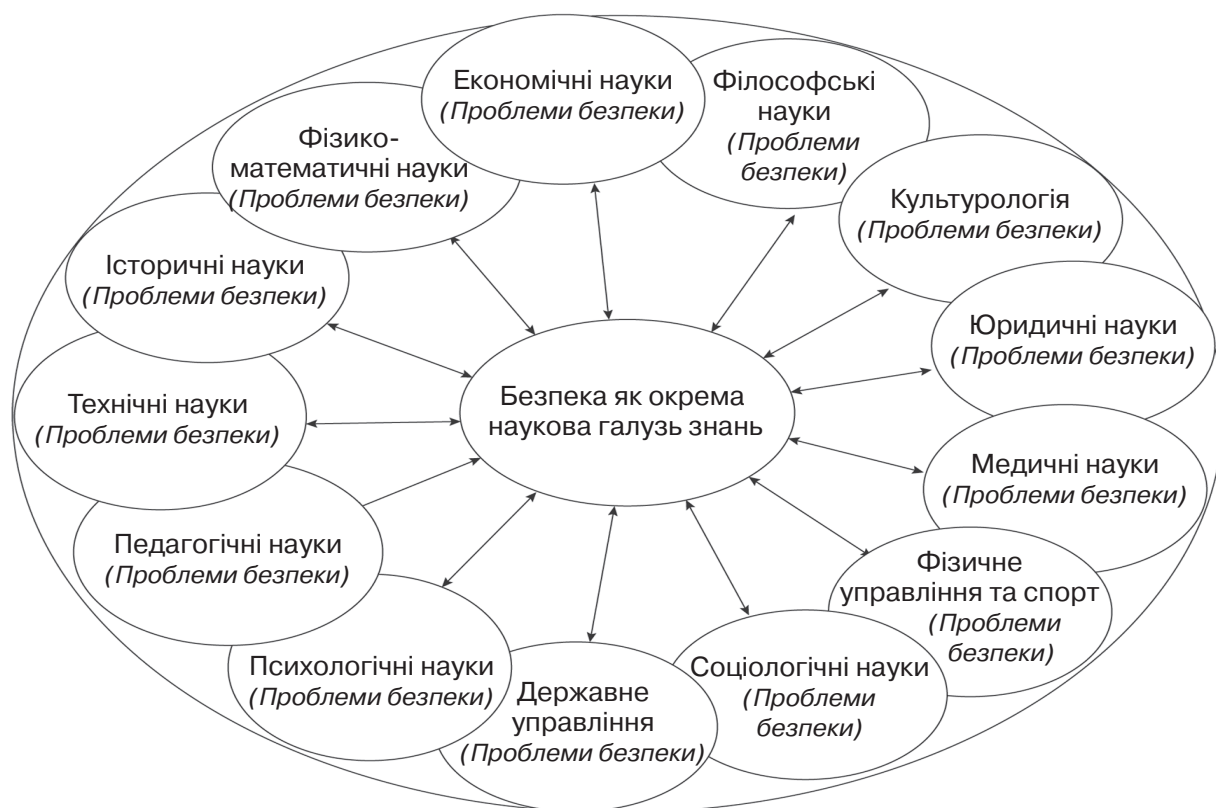 Економічні науки
(Проблеми безпеки)
Філософські
науки
(Проблеми
безпеки)
Культурологія
(Проблеми безпеки)
Юридичні науки
(Проблеми безпеки)
Медичні науки
(Проблеми безпеки)
Фізичне
управління та спорт
(Проблеми
безпеки)
Соціологічні науки
(Проблеми
безпеки)
Державне
управління
(Проблеми безпеки)
Психологічні науки
(Проблеми безпеки)
Педагогічні науки
(Проблеми безпеки)
Технічні науки
(Проблеми безпеки)
Історичні науки
(Проблеми безпеки)
Фізико-
математичні науки
(Проблеми безпеки)
Безпека як окрема
наукова галузь знань